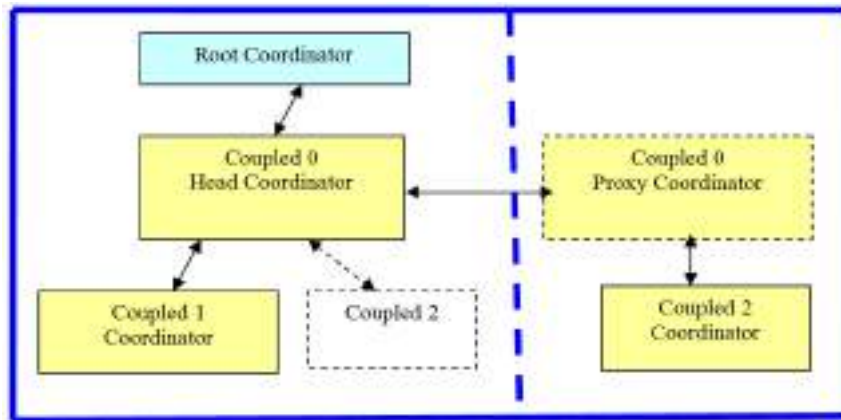 Root Coordinator
Coupled 0
Head Coordinator
Coupled 0
Proxy Coordinator
Coupled 1
Coordinator
Coupled 2
Coupled 2
Coordinator